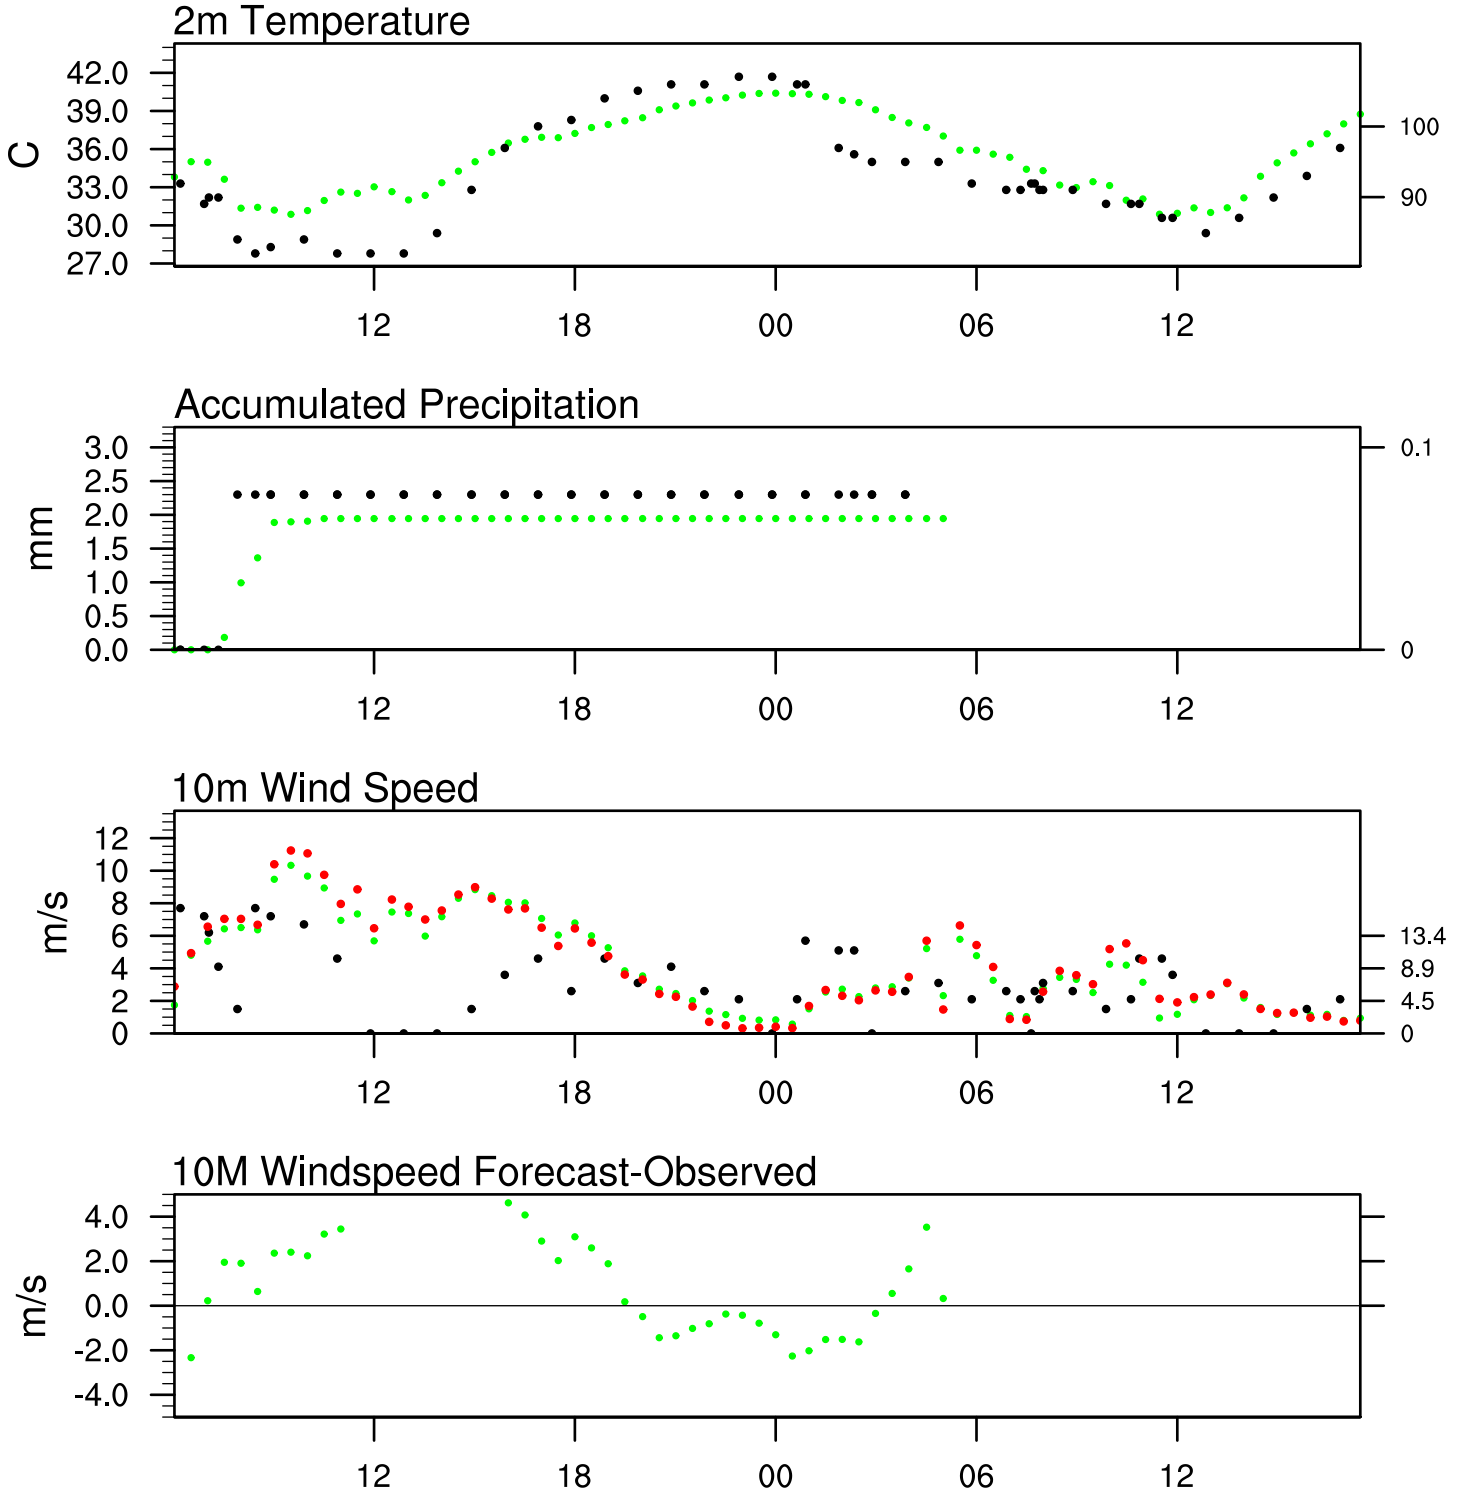 2m Temperature
42.0
39.0
36.0
33.0
30.0
27.0
C
100
90
12 18 00 06 12
Accumulated Precipitation
3.0
2.5
2.0
1.5
1.0
0.5
0.0
mm
0.1
0
12 18 00 06 12
10m Wind Speed
12
10
8
6
4
2
0
m/s
13.4
8.9
4.5
0
12 18 00 06 12
10M Windspeed Forecast-Observed
4.0
2.0
0.0
-2.0
-4.0
m/s
12 18 00 06 12